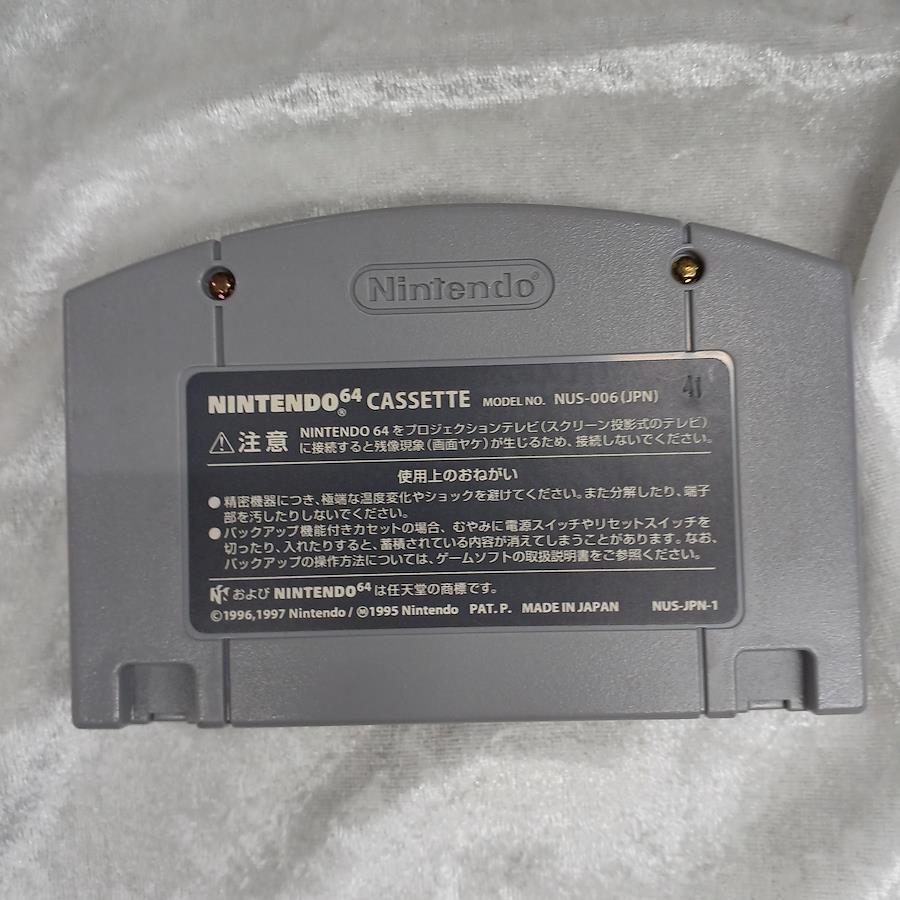 Nintendo®
NINTENDO64® CASSETTE MODEL NO. NUS-006(JPN)
41
⚠注意 NINTENDO 64 をプロジェクションテレビ(スクリーン投影式のテレビ)
に接続すると残像現象(画面ヤケ)が生じるため、接続しないでください。
使用上のおねがい
●精密機器につき、極端な温度変化やショックを避けてください。また分解したり、端子
部を汚したりしないでください。
●バックアップ機能付きカセットの場合、むやみに電源スイッチやリセットスイッチを
切ったり、入れたりすると、蓄積されている内容が消えてしまうことがあります。なお、
バックアップの操作方法については、ゲームソフトの取扱説明書をご参照ください。
および NINTENDO64 は任天堂の商標です。
©1996,1997 Nintendo / Ⓜ1995 Nintendo PAT. P. MADE IN JAPAN NUS-JPN-1